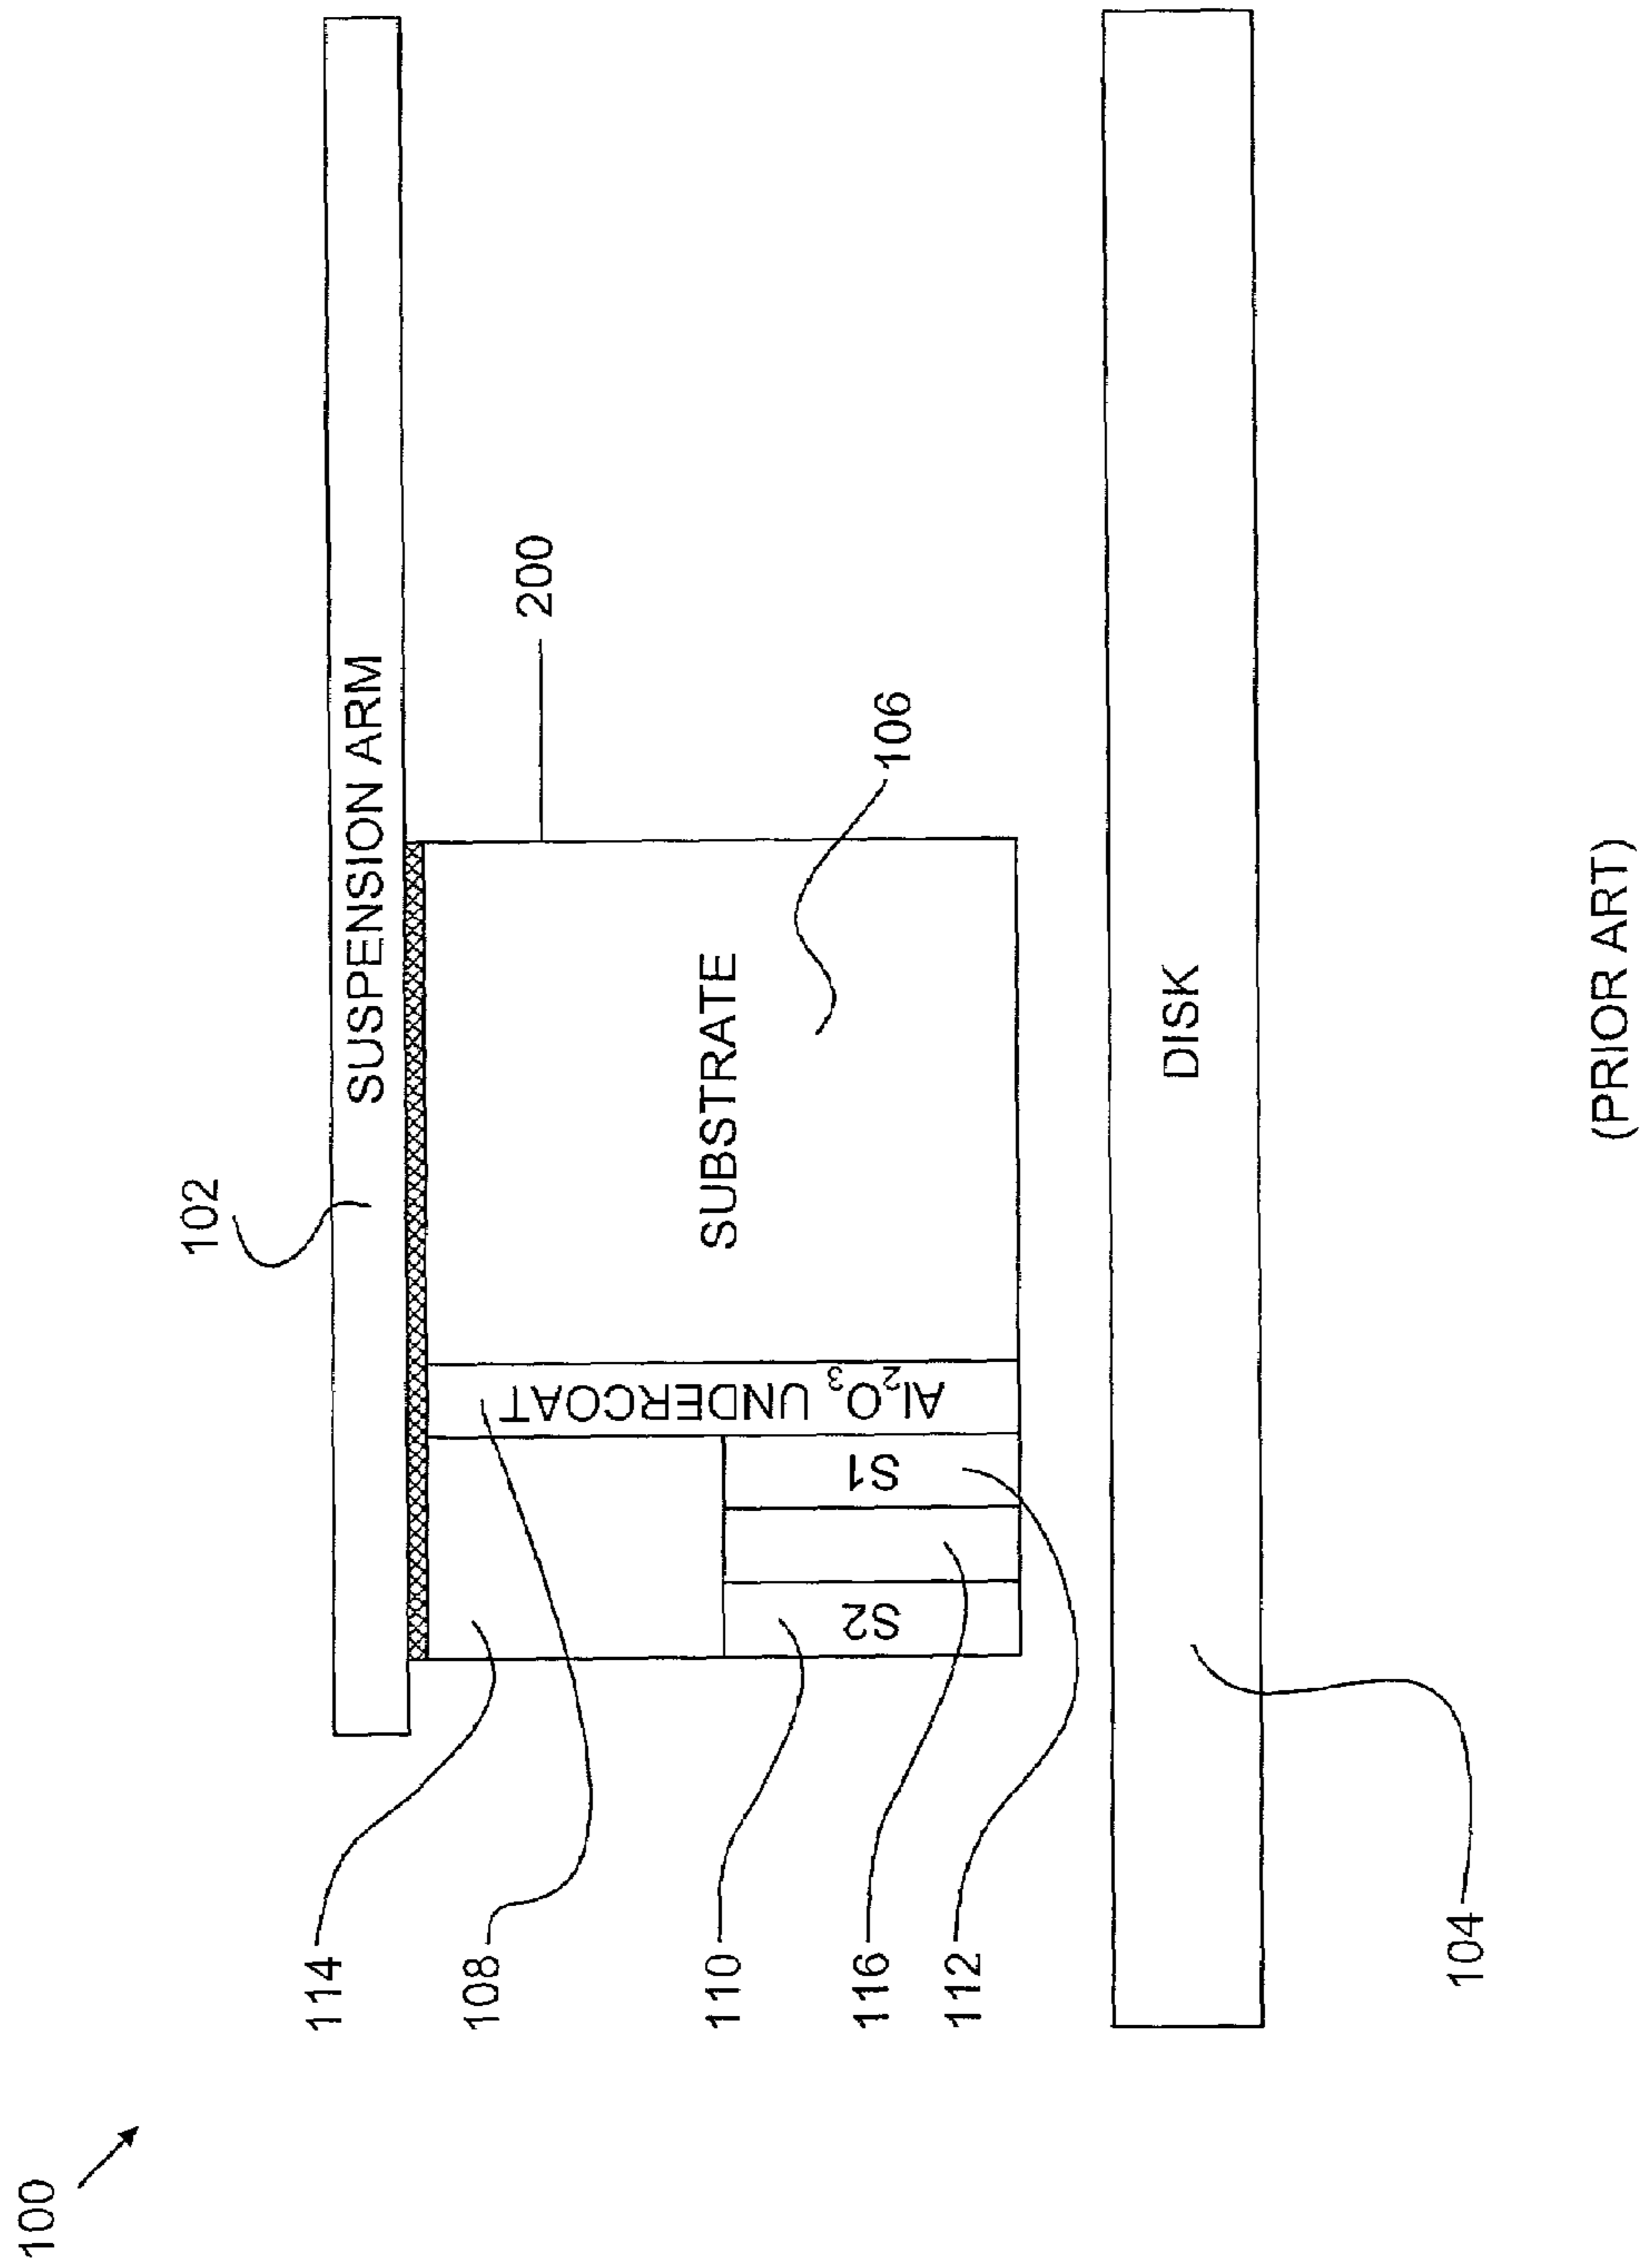 100
102
SUSPENSION ARM
114
108
200
Al2O3 UNDERCOAT
SUBSTRATE
106
110
S1
S2
116
112
DISK
104
(PRIOR ART)